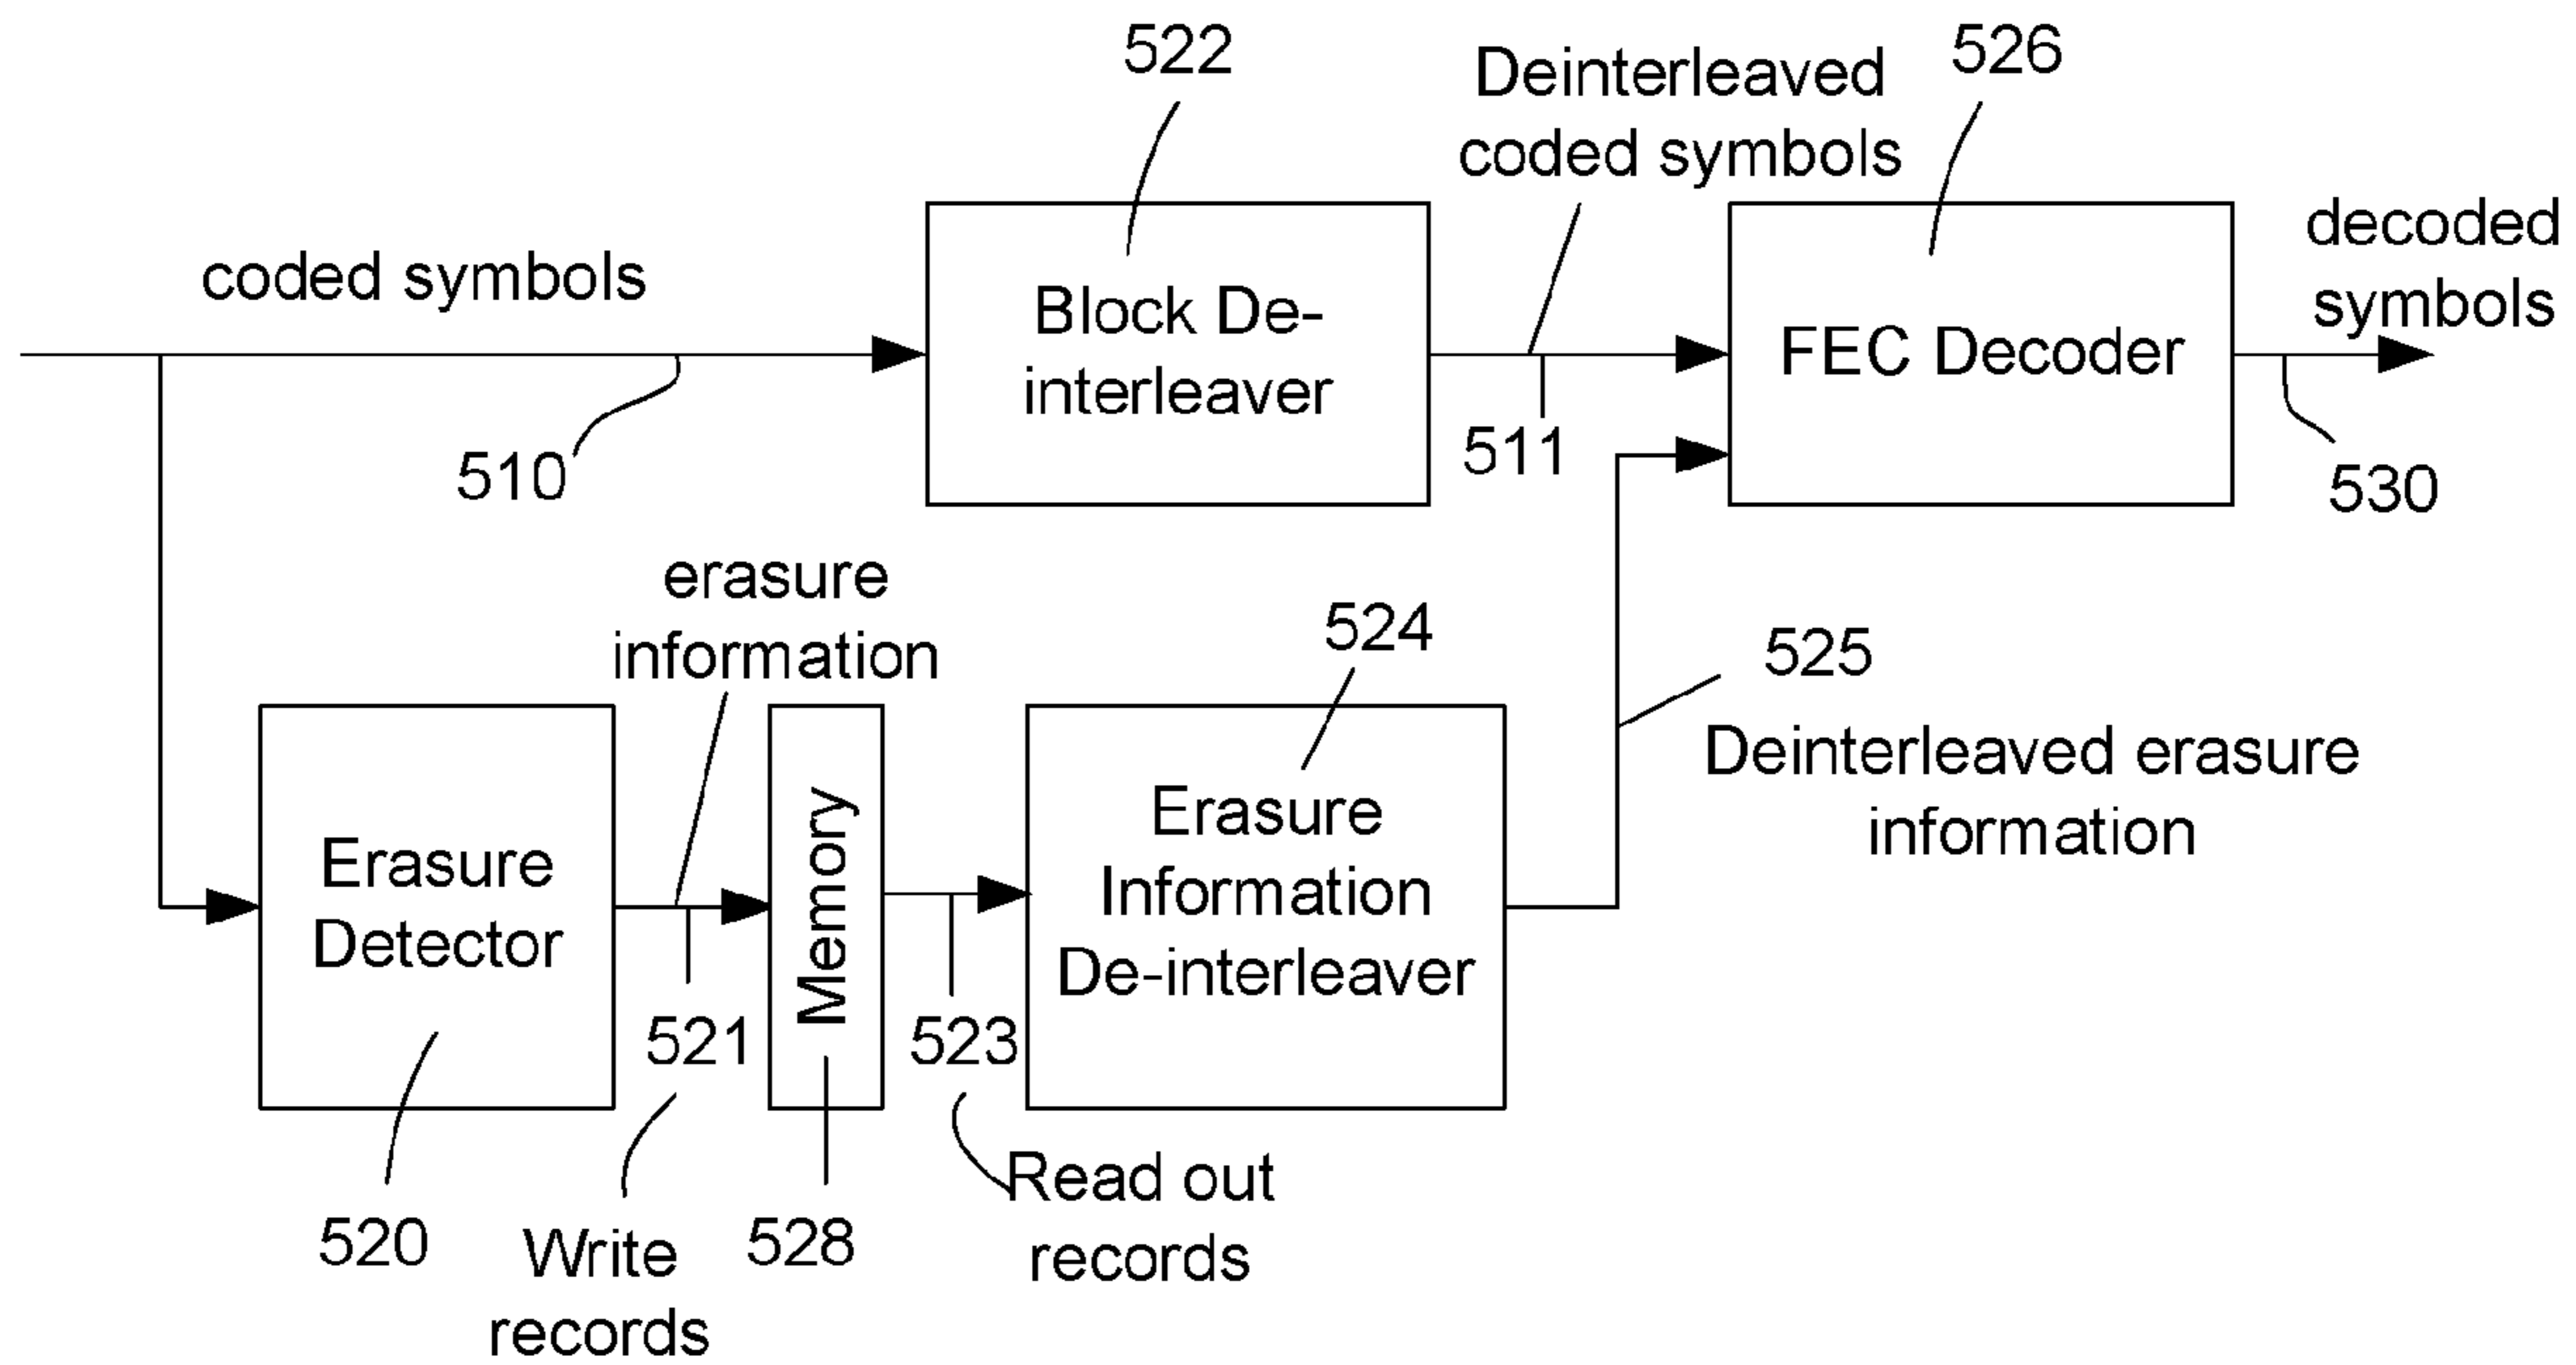 522
Deinterleaved
coded symbols
526
decoded
symbols
coded symbols
Block De-
interleaver
FEC Decoder
510
511
530
erasure
information
524
525
Deinterleaved erasure
information
Erasure
Detector
Memory
Erasure
Information
De-interleaver
521
523
520
Write
records
528
Read out
records